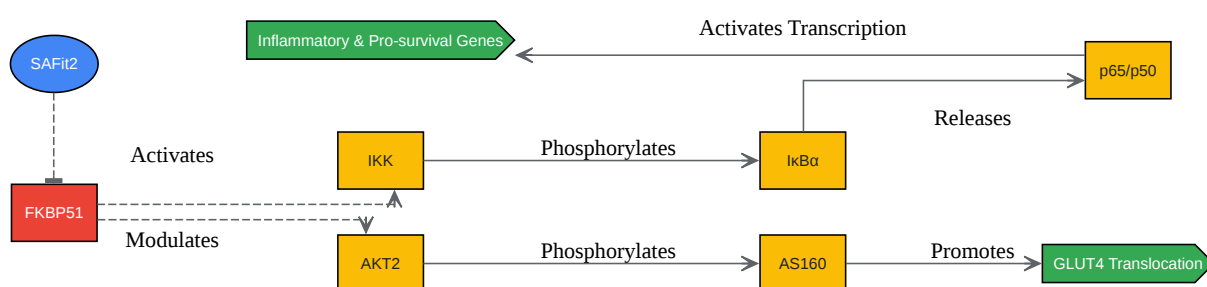 Activates Transcription
Inflammatory & Pro-survival Genes
SAFit2
p65/p50
Releases
Activates
IKK
Phosphorylates
IκBα
FKBP51
Modulates
AKT2
Phosphorylates
AS160
Promotes
GLUT4 Translocation